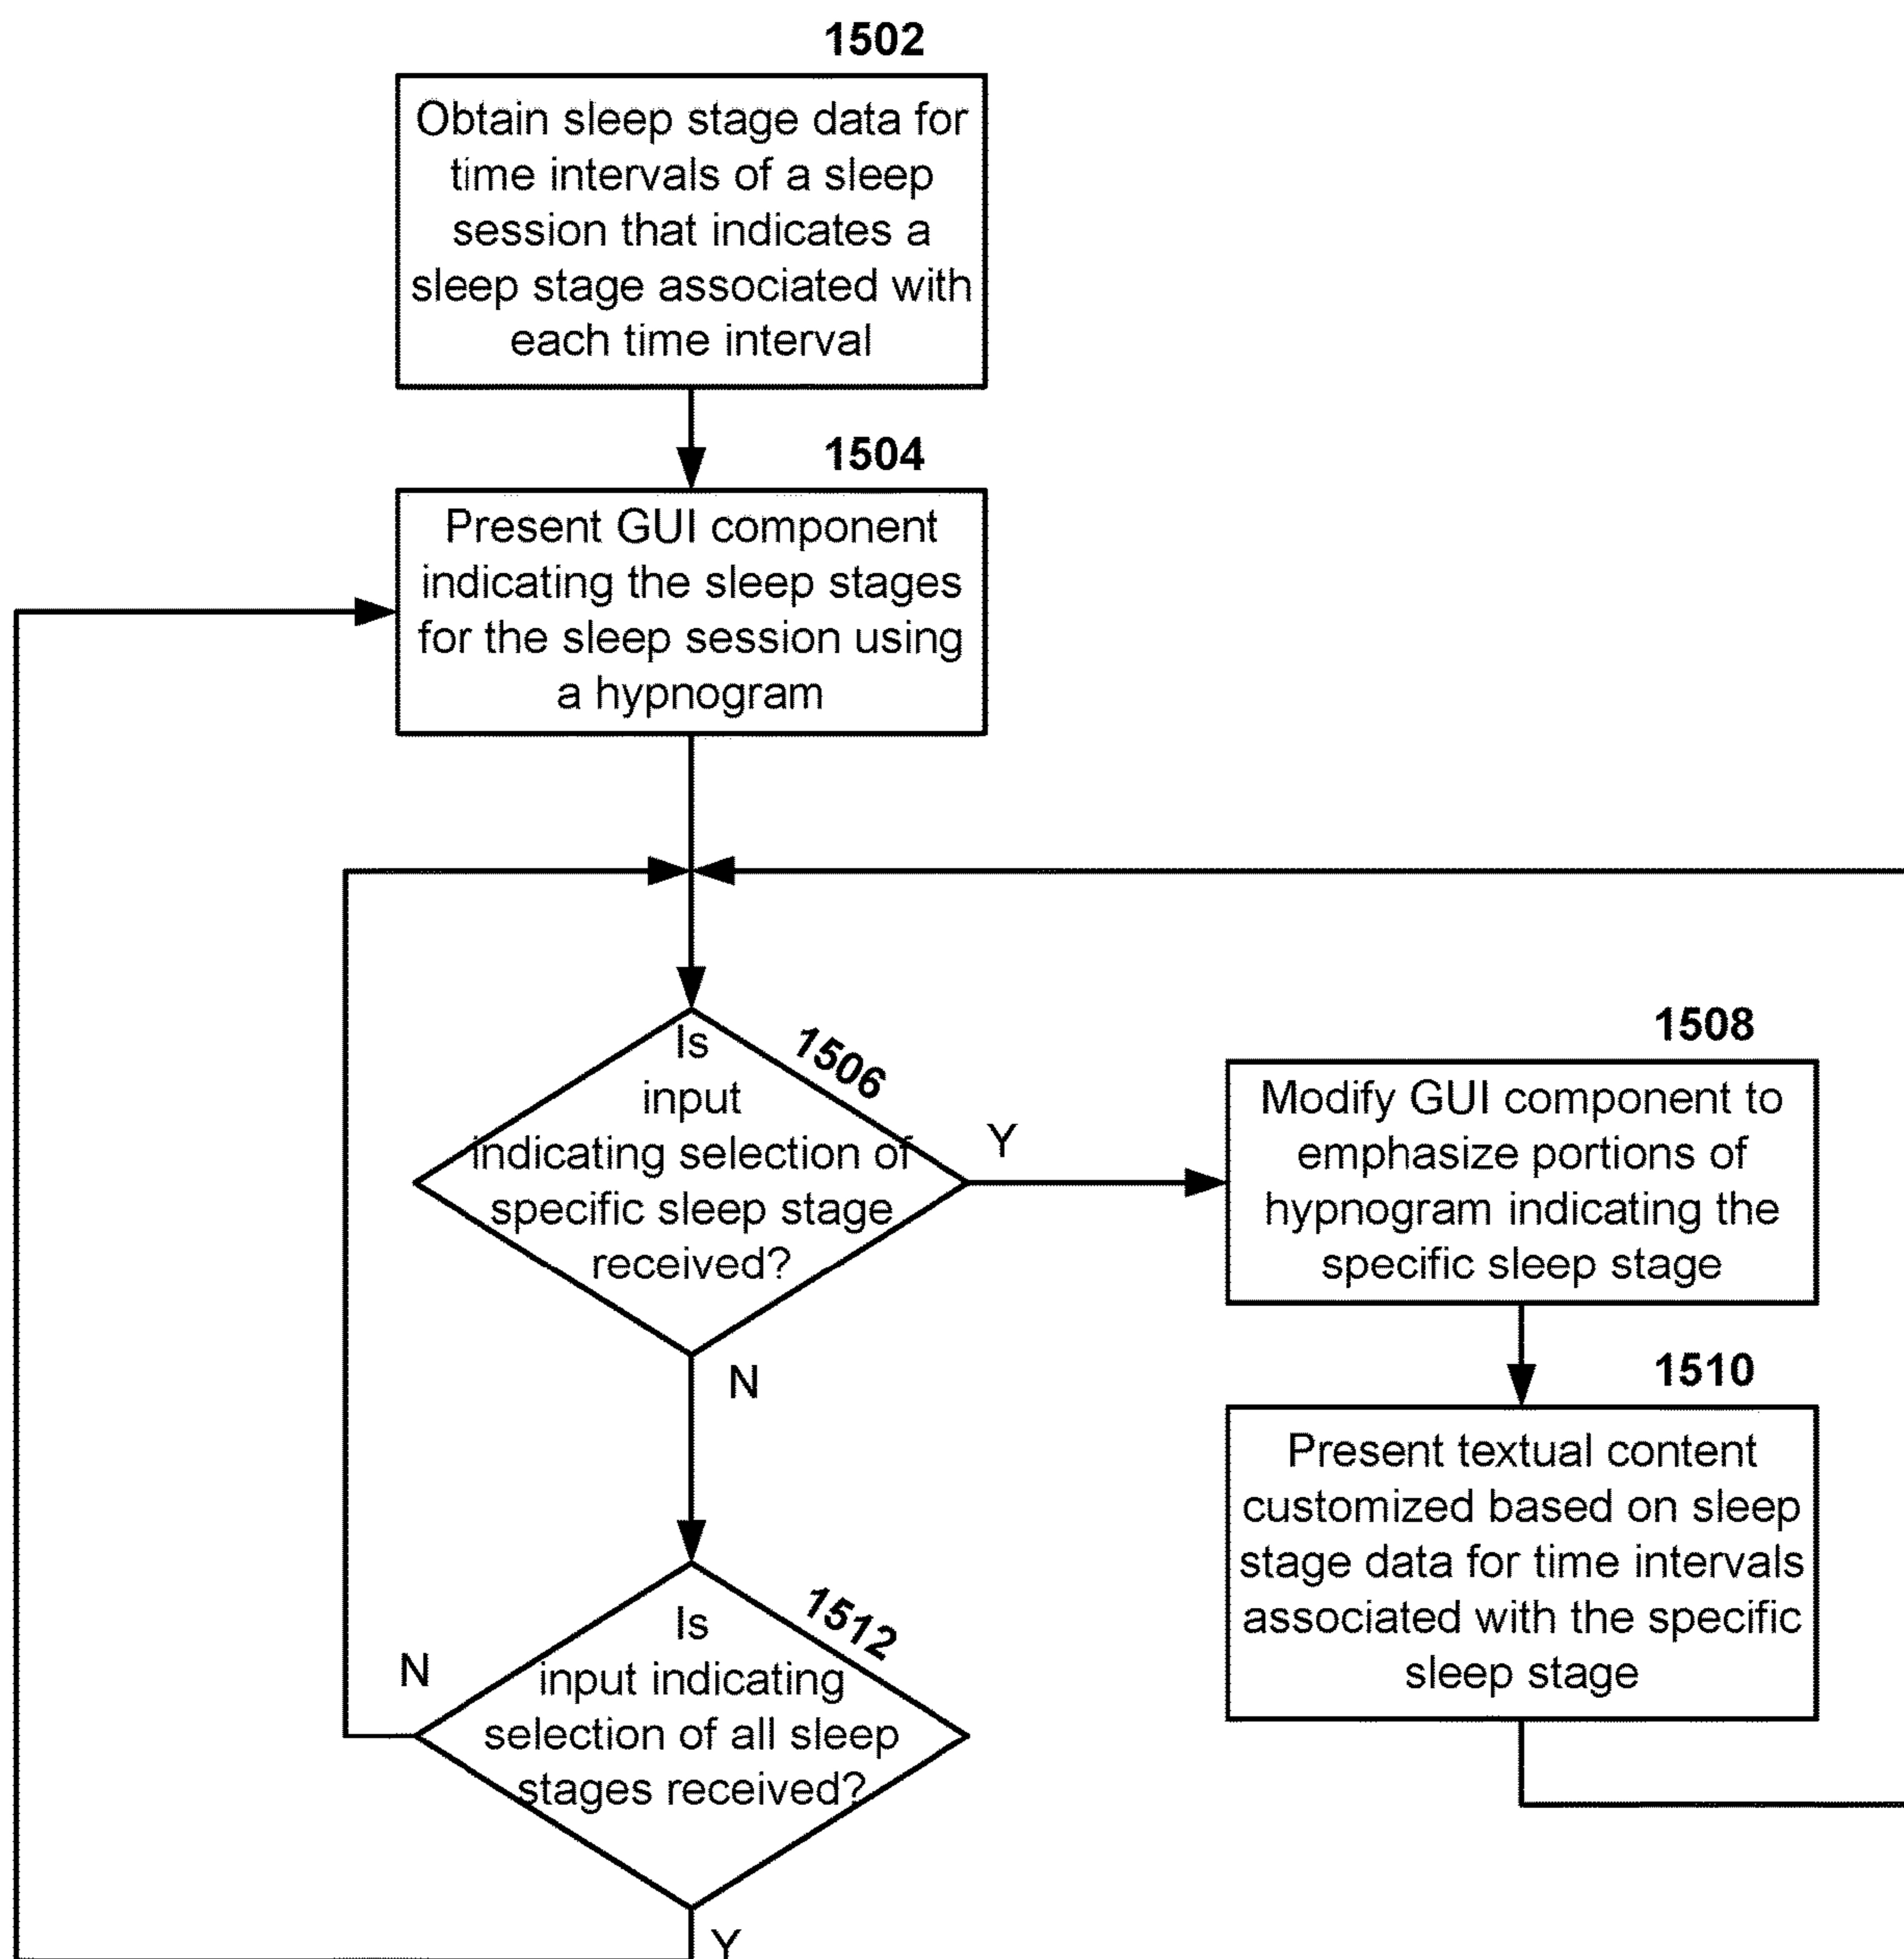 1502
Obtain sleep stage data for
time intervals of a sleep
session that indicates a
sleep stage associated with
each time interval
1504
Present GUI component
indicating the sleep stages
for the sleep session using
a hypnogram
1506
Is
input
indicating selection of
specific sleep stage
received?
Y
N
1508
Modify GUI component to
emphasize portions of
hypnogram indicating the
specific sleep stage
1510
Present textual content
customized based on sleep
stage data for time intervals
associated with the specific
sleep stage
1512
Is
input indicating
selection of all sleep
stages received?
N
Y